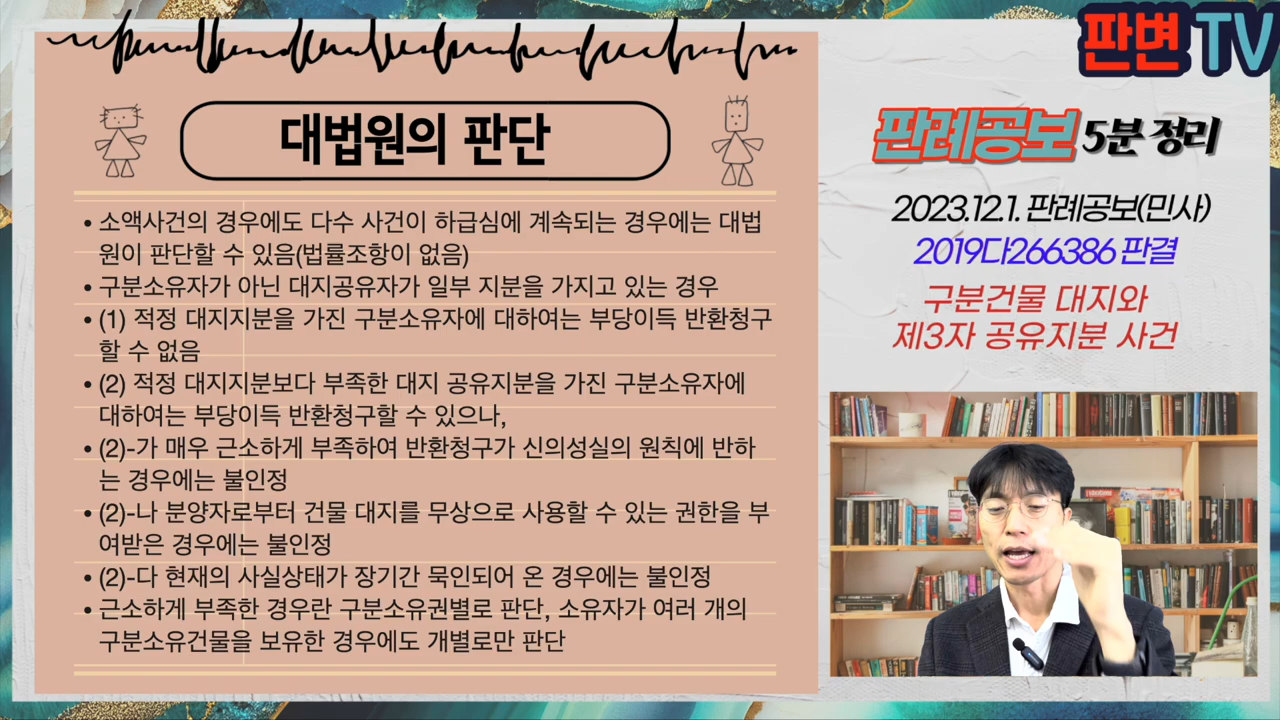 판변 TV
대법원의 판단
• 소액사건의 경우에도 다수 사건이 하급심에 계속되는 경우에는 대법
원이 판단할 수 있음(법률조항이 없음)
• 구분소유자가 아닌 대지공유자가 일부 지분을 가지고 있는 경우
• (1) 적정 대지지분을 가진 구분소유자에 대하여는 부당이득 반환청구
할 수 없음
• (2) 적정 대지지분보다 부족한 대지 공유지분을 가진 구분소유자에
대하여는 부당이득 반환청구할 수 있으나,
• (2)-가 매우 근소하게 부족하여 반환청구가 신의성실의 원칙에 반하
는 경우에는 불인정
• (2)-나 분양자로부터 건물 대지를 무상으로 사용할 수 있는 권한을 부
여받은 경우에는 불인정
• (2)-다 현재의 사실상태가 장기간 묵인되어 온 경우에는 불인정
• 근소하게 부족한 경우란 구분소유권별로 판단, 소유자가 여러 개의
구분소유건물을 보유한 경우에도 개별로만 판단
판례공보 5분 정리
2023.12.1. 판례공보(민사)
2019다266386 판결
구분건물 대지와
제3자 공유지분 사건